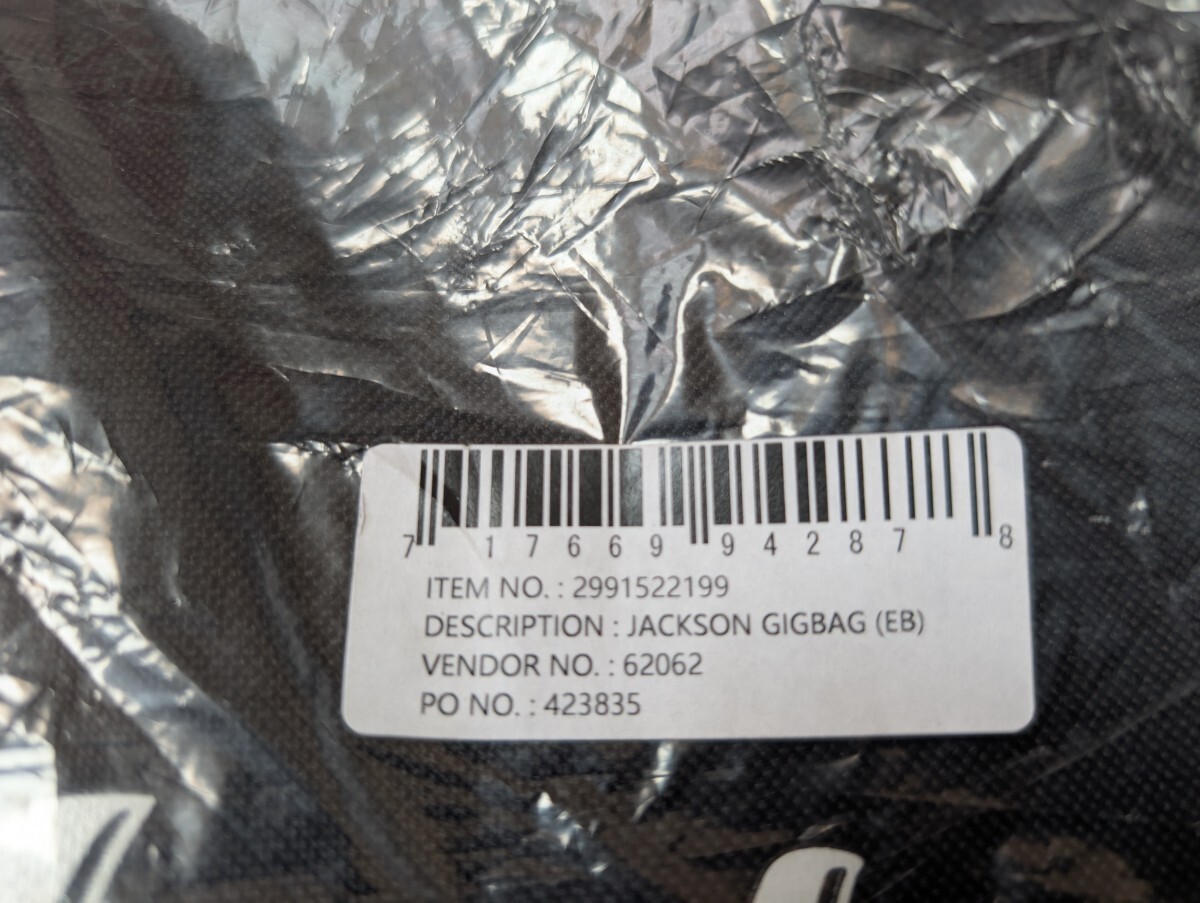 7 17669 94287 8
ITEM NO. : 2991522199
DESCRIPTION : JACKSON GIGBAG (EB)
VENDOR NO. : 62062
PO NO. : 423835